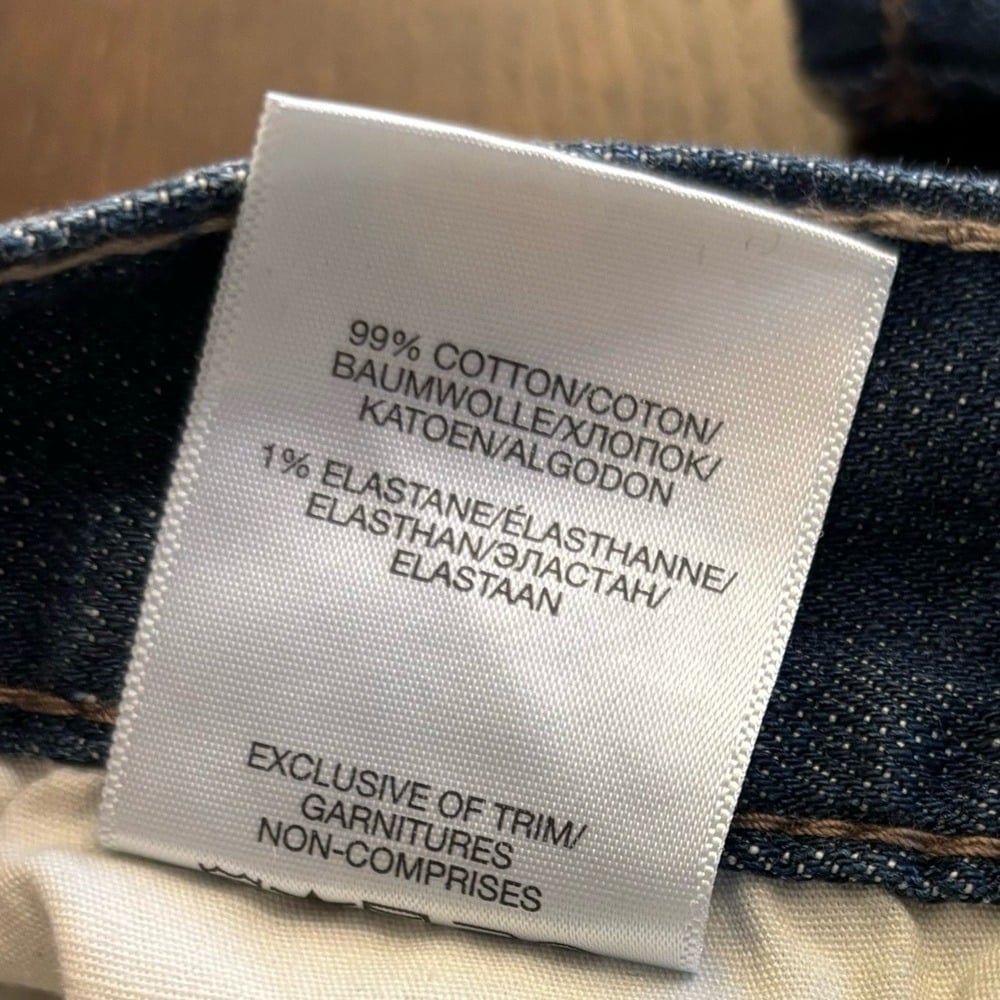 99% COTTON/COTON/
BAUMWOLLE/ХЛОПОК/
KATOEN/ALGODON
1% ELASTANE/ÉLASTHANNE/
ELASTHAN/ЭЛАСТАН/
ELASTAAN
EXCLUSIVE OF TRIM/
GARNITURES
NON-COMPRISES